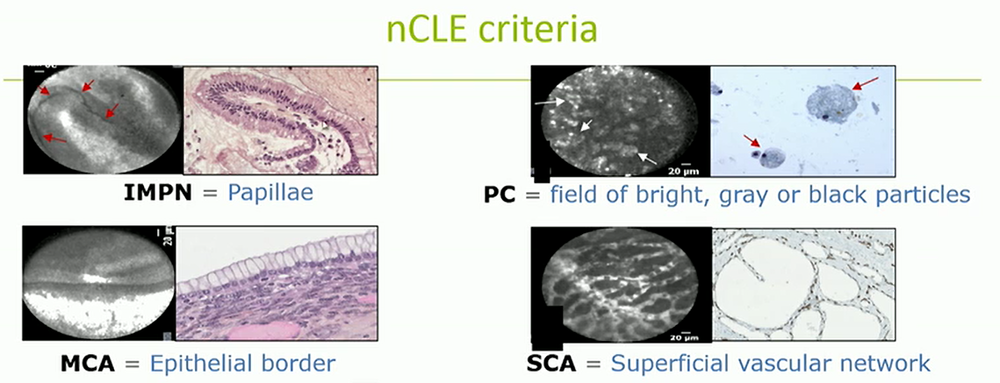 nCLE criteria
20 µm
IMPN = Papillae
PC = field of bright, gray or black particles
20 µm
20 µm
MCA = Epithelial border
SCA = Superficial vascular network